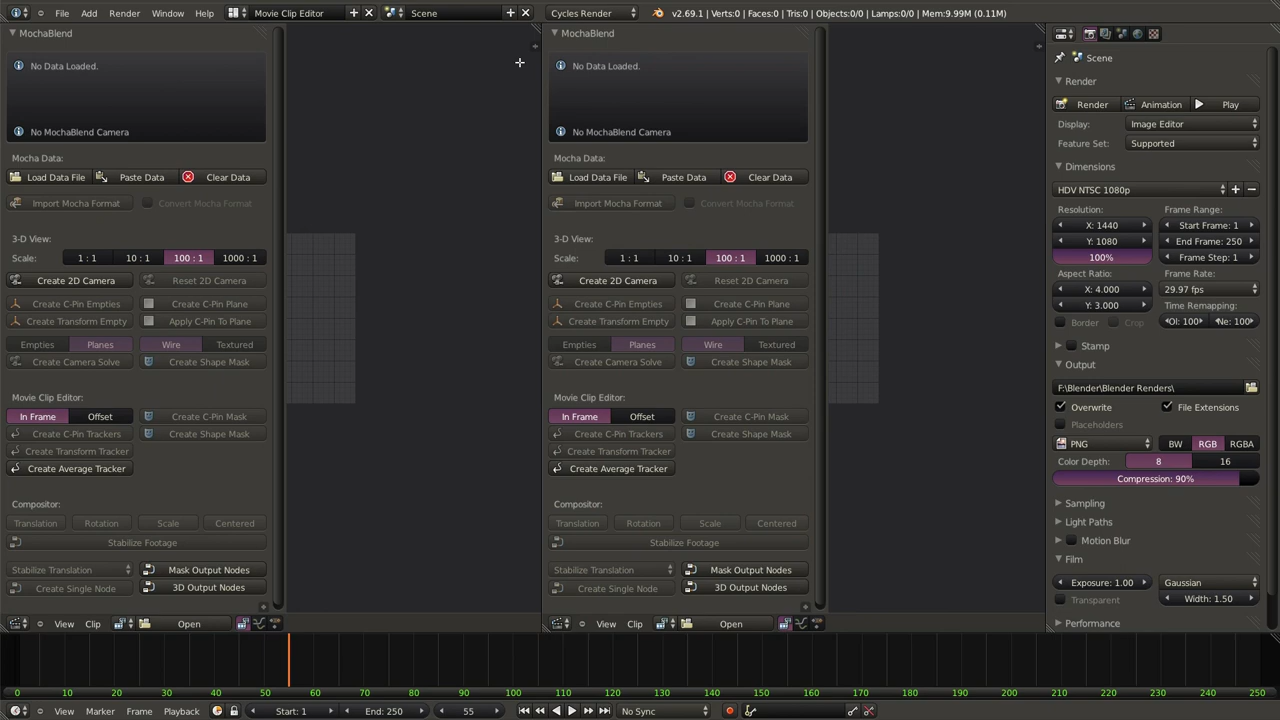 File Add Render Window Help Movie Clip Editor Scene Cycles Render v2.69.1 | Verts:0 | Faces:0 | Tris:0 | Objects:0/0 | Lamps:0/0 | Mem:9.99M (0.11M)
MochaBlend
No Data Loaded.
No MochaBlend Camera
Mocha Data:
Load Data File Paste Data Clear Data
Import Mocha Format Convert Mocha Format
3-D View:
Scale: 1 : 1 10 : 1 100 : 1 1000 : 1
Create 2D Camera Reset 2D Camera
Create C-Pin Empties Create C-Pin Plane
Create Transform Empty Apply C-Pin To Plane
Empties Planes Wire Textured
Create Camera Solve Create Shape Mask
Movie Clip Editor:
In Frame Offset Create C-Pin Mask
Create C-Pin Trackers Create Shape Mask
Create Transform Tracker
Create Average Tracker
Compositor:
Translation Rotation Scale Centered
Stabilize Footage
Stabilize Translation Mask Output Nodes
Create Single Node 3D Output Nodes
View Clip Open
MochaBlend
No Data Loaded.
No MochaBlend Camera
Mocha Data:
Load Data File Paste Data Clear Data
Import Mocha Format Convert Mocha Format
3-D View:
Scale: 1 : 1 10 : 1 100 : 1 1000 : 1
Create 2D Camera Reset 2D Camera
Create C-Pin Empties Create C-Pin Plane
Create Transform Empty Apply C-Pin To Plane
Empties Planes Wire Textured
Create Camera Solve Create Shape Mask
Movie Clip Editor:
In Frame Offset Create C-Pin Mask
Create C-Pin Trackers Create Shape Mask
Create Transform Tracker
Create Average Tracker
Compositor:
Translation Rotation Scale Centered
Stabilize Footage
Stabilize Translation Mask Output Nodes
Create Single Node 3D Output Nodes
View Clip Open
Scene
Render
Render Animation Play
Display: Image Editor
Feature Set: Supported
Dimensions
HDV NTSC 1080p
Resolution: Frame Range:
X: 1440 Start Frame: 1
Y: 1080 End Frame: 250
100% Frame Step: 1
Aspect Ratio: Frame Rate:
X: 4.000 29.97 fps
Y: 3.000 Time Remapping:
Border Crop Ol: 100 Ne: 100
Stamp
Output
F:\Blender\Blender Renders\
Overwrite File Extensions
Placeholders
PNG BW RGB RGBA
Color Depth: 8 16
Compression: 90%
Sampling
Light Paths
Motion Blur
Film
Exposure: 1.00 Gaussian
Transparent Width: 1.50
Performance
0 10 20 30 40 50 60 70 80 90 100 110 120 130 140 150 160 170 180 190 200 210 220 230 240 250
View Marker Frame Playback Start: 1 End: 250 55 No Sync